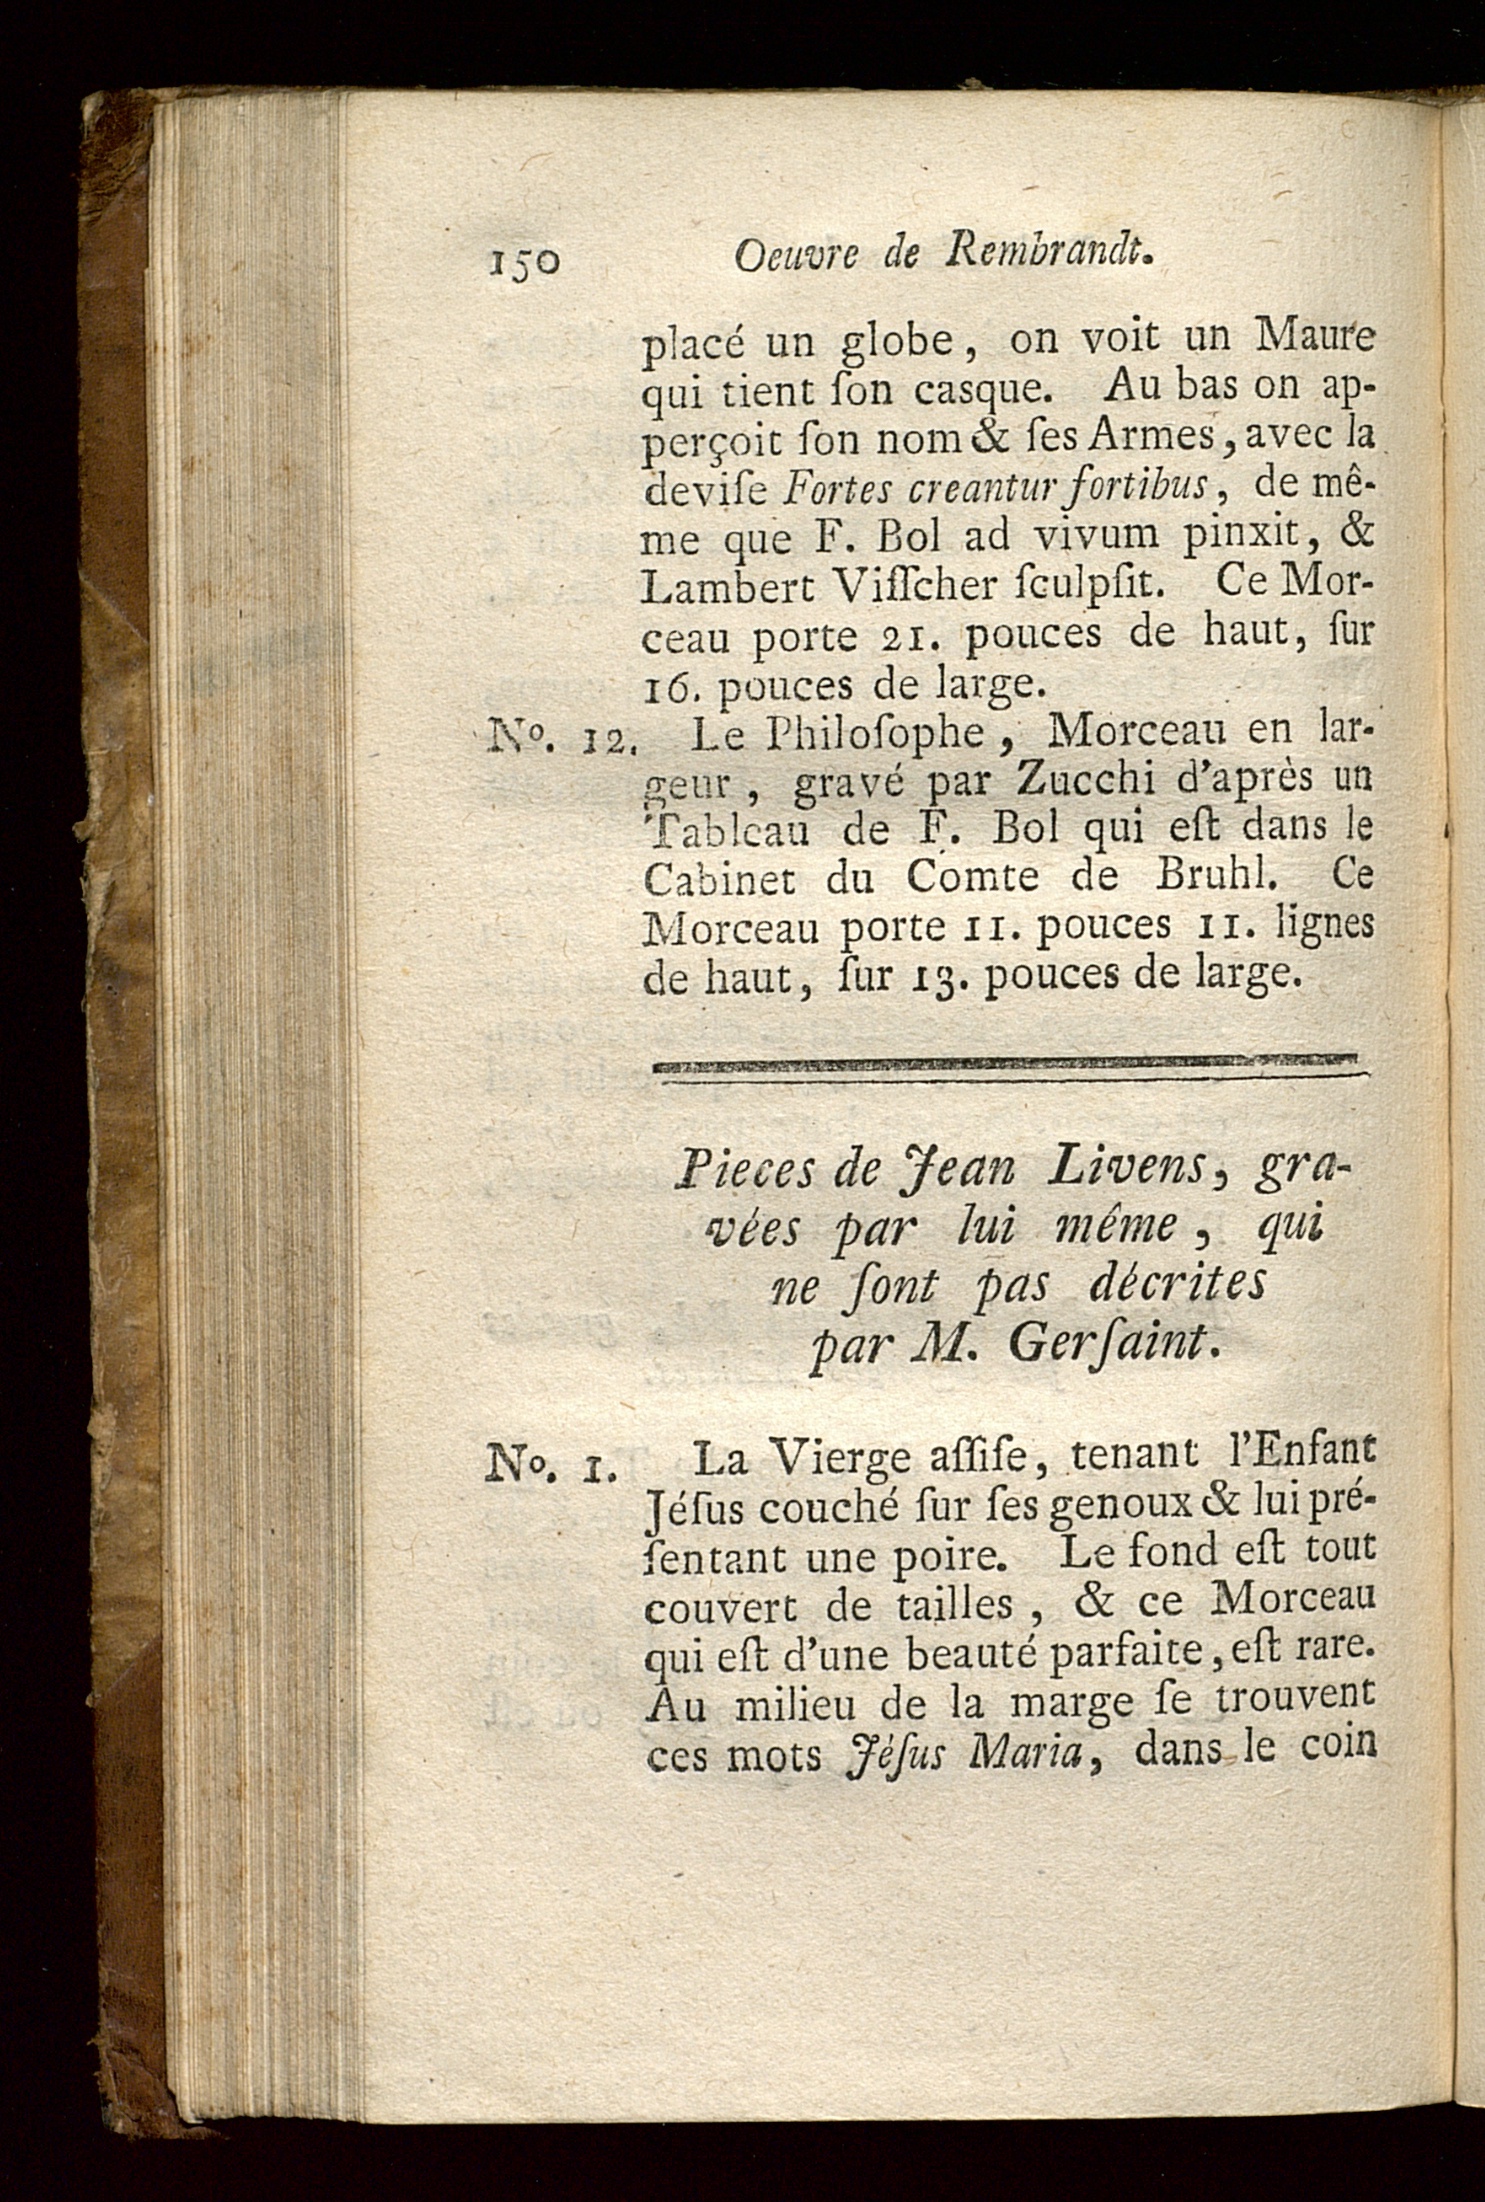 150 Oeuvre de Rembrandt.
placé un globe, on voit un Maure
qui tient ſon casque. Au bas on ap-
perçoit ſon nom & ſes Armes, avec la
deviſe Fortes creantur fortibus, de mê-
me que F. Bol ad vivum pinxit, &
Lambert Viſſcher ſculpſit. Ce Mor-
ceau porte 21. pouces de haut, ſur
16. pouces de large.
No. 12. Le Philoſophe, Morceau en lar-
geur, gravé par Zucchi d'après un
Tableau de F. Bol qui eſt dans le
Cabinet du Comte de Bruhl. Ce
Morceau porte 11. pouces 11. lignes
de haut, ſur 13. pouces de large.
Pieces de Jean Livens, gra-
vées par lui même, qui
ne ſont pas décrites
par M. Gerſaint.
No. 1. La Vierge aſſiſe, tenant l'Enfant
Jéſus couché ſur ſes genoux & lui pré-
ſentant une poire. Le fond eſt tout
couvert de tailles, & ce Morceau
qui eſt d'une beauté parfaite, eſt rare.
Au milieu de la marge ſe trouvent
ces mots Jéſus Maria, dans le coin